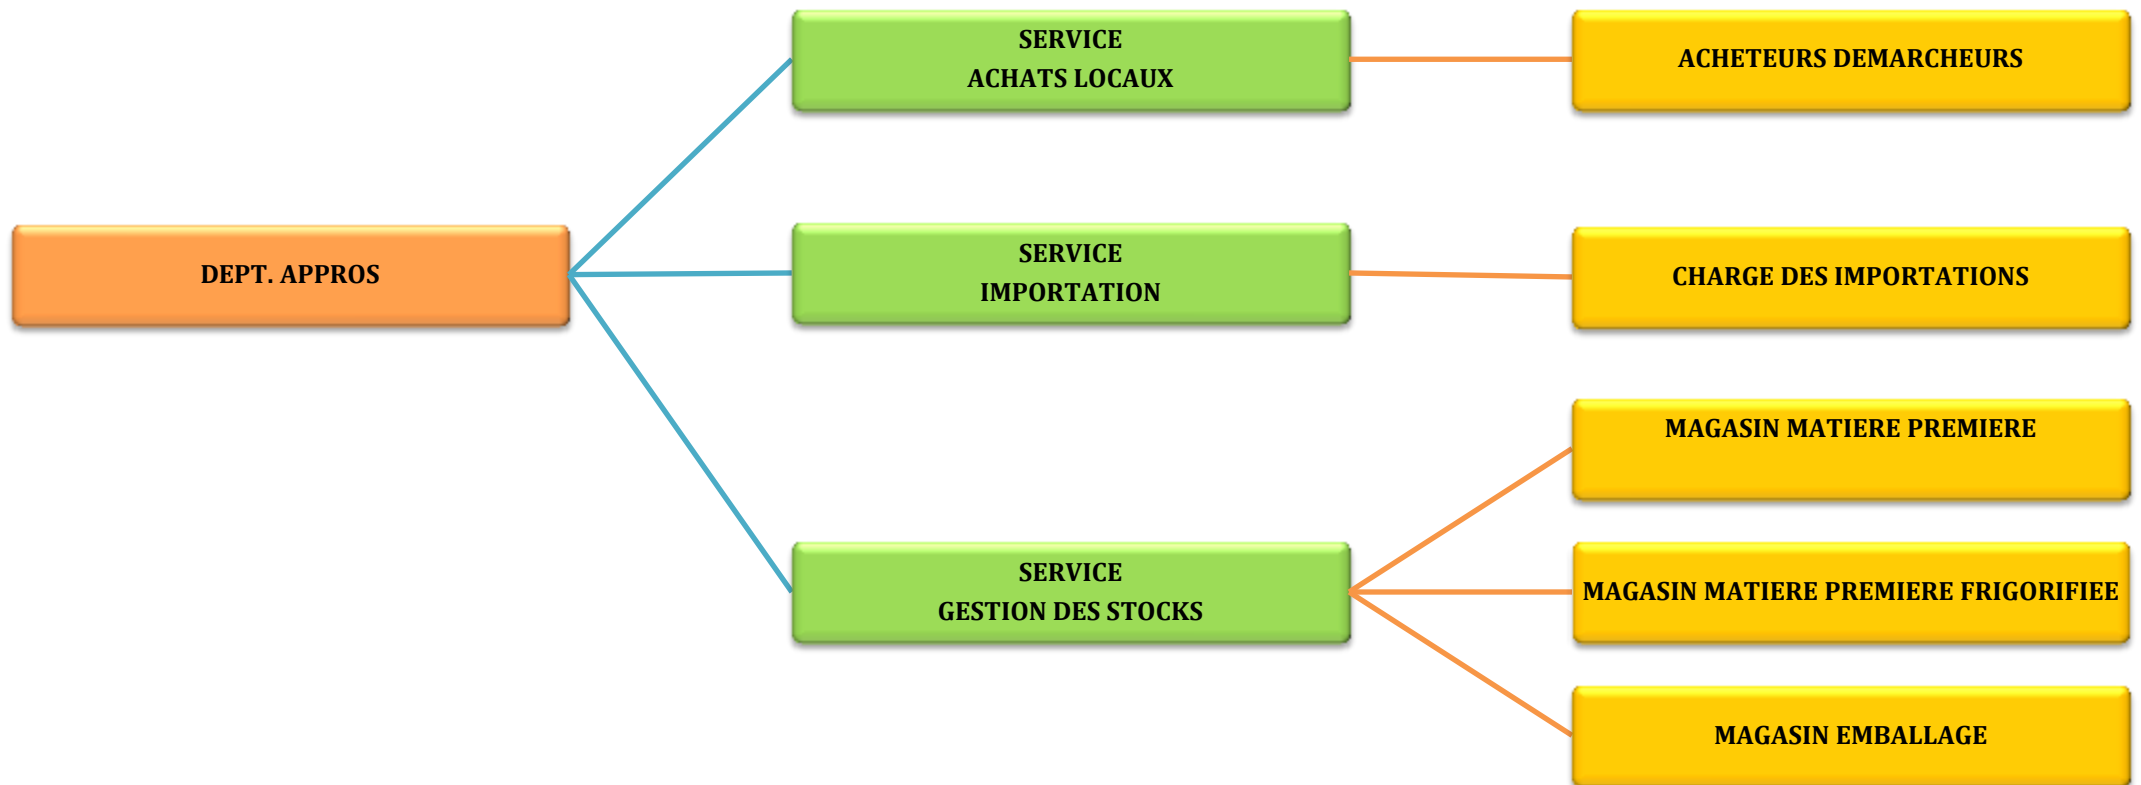 SERVICE
ACHATS LOCAUX
ACHETEURS DEMARCHEURS
DEPT. APPROS
SERVICE
IMPORTATION
CHARGE DES IMPORTATIONS
MAGASIN MATIERE PREMIERE
SERVICE
GESTION DES STOCKS
MAGASIN MATIERE PREMIERE FRIGORIFIEE
MAGASIN EMBALLAGE